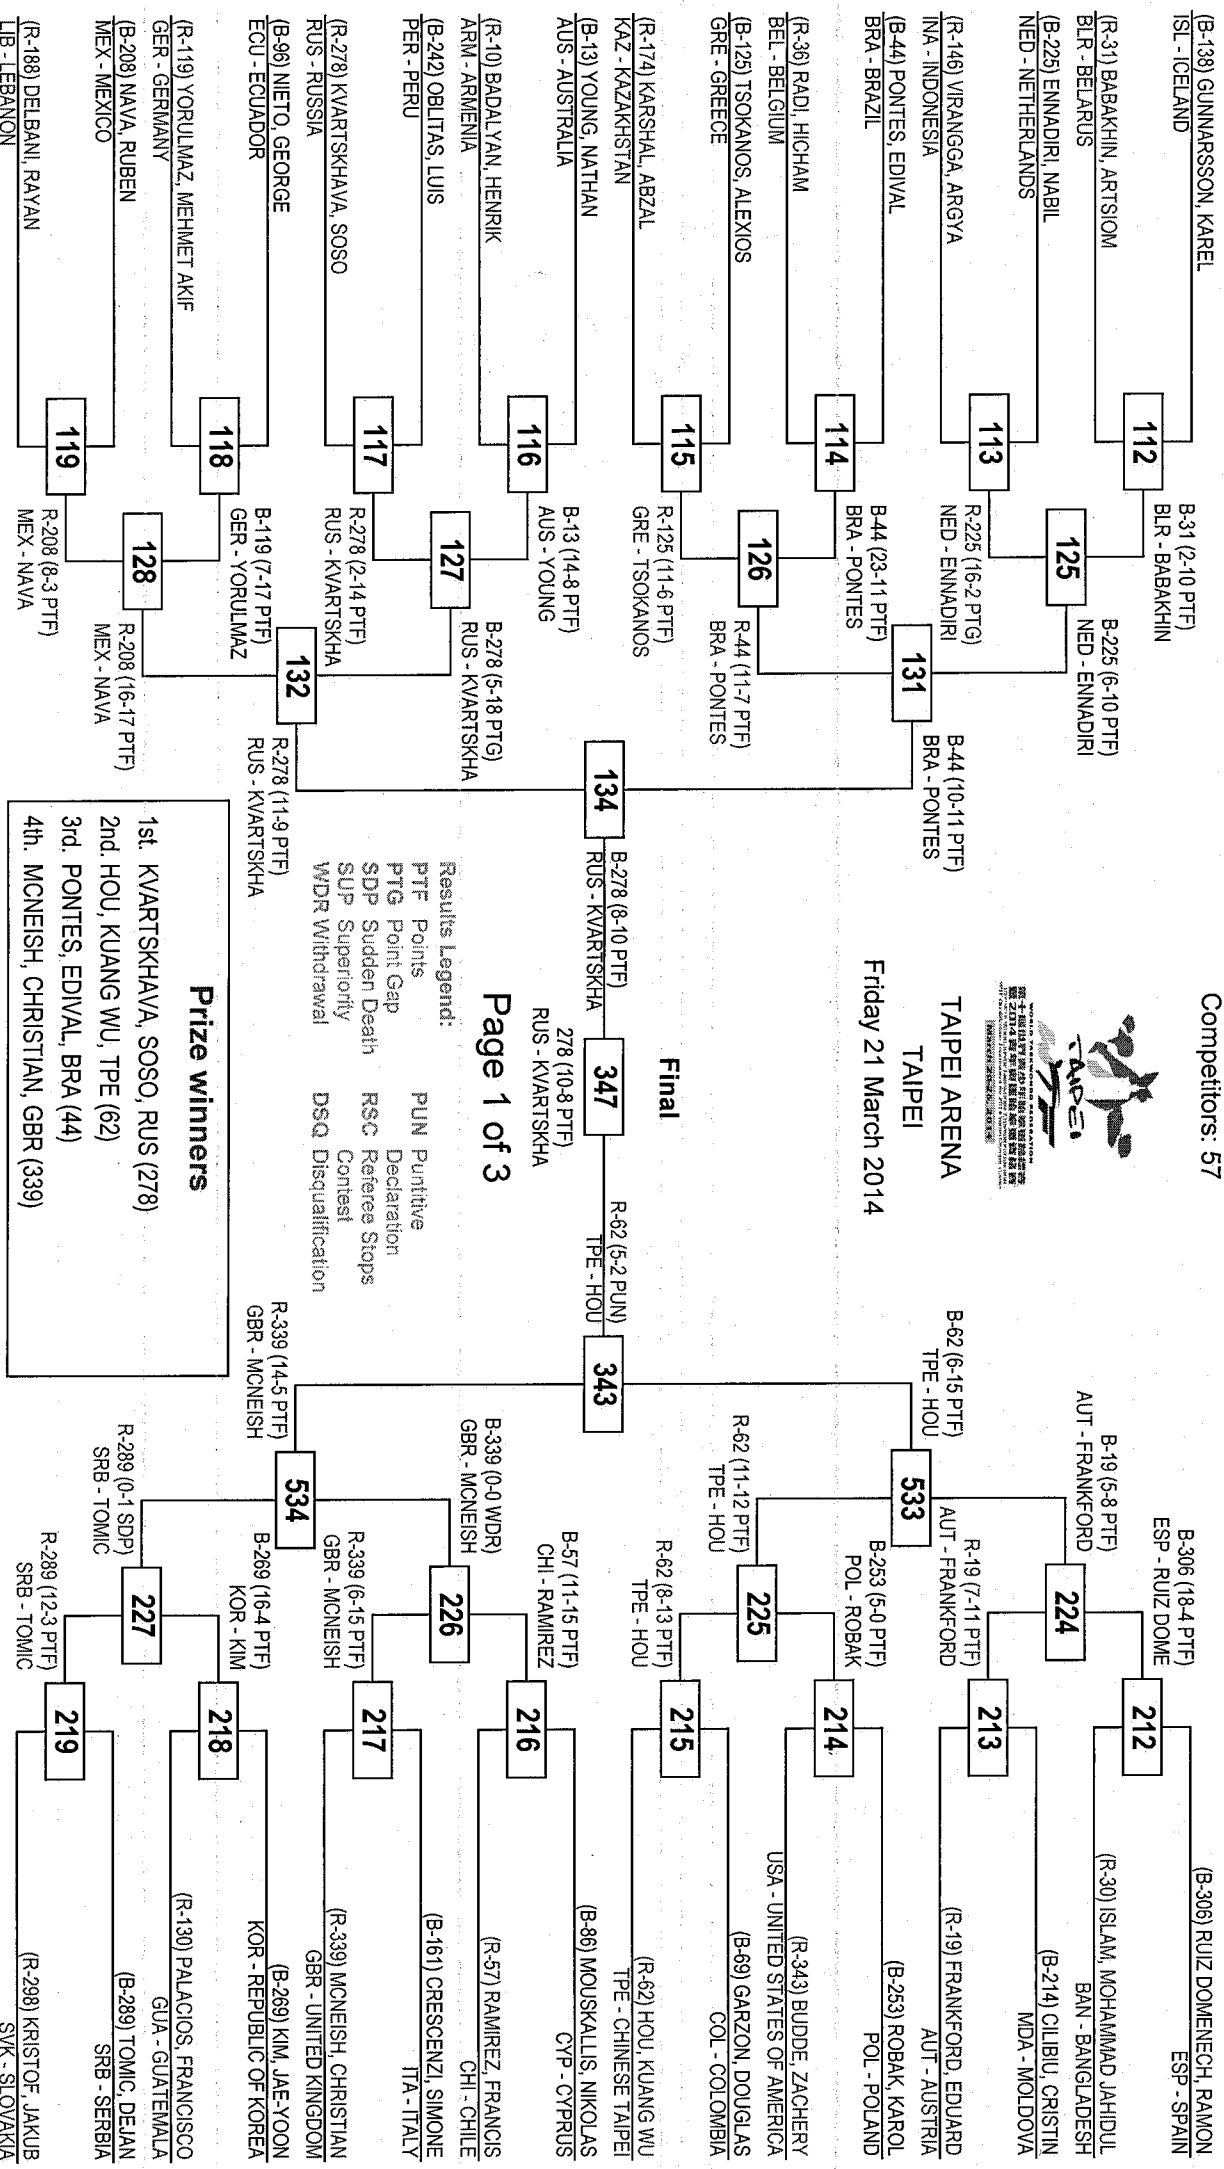 Competitors: 57
TAIPEI
WORLD TAEKWONDO FEDERATION
TAIPEI ARENA
TAIPEI
Friday 21 March 2014
(B-138) GUNNARSSON, KAREL
ISL - ICELAND
(R-31) BABAKHIN, ARTSIOM
BLR - BELARUS
(B-225) ENNADIRI, NABIL
NED - NETHERLANDS
(R-146) VIRANGGA, ARGYA
INA - INDONESIA
(B-44) PONTES, EDIVAL
BRA - BRAZIL
(R-36) RADI, HICHAM
BEL - BELGIUM
(B-125) TSOKANOS, ALEXIOS
GRE - GREECE
(R-174) KARSHAL, ABZAL
KAZ - KAZAKHSTAN
(B-13) YOUNG, NATHAN
AUS - AUSTRALIA
(R-10) BADALYAN, HENRIK
ARM - ARMENIA
(B-242) OBLITAS, LUIS
PER - PERU
(R-278) KVARTSKHAVA, SOSO
RUS - RUSSIA
(B-96) NIETO, GEORGE
ECU - ECUADOR
(R-119) YORULMAZ, MEHMET AKIF
GER - GERMANY
(B-208) NAVA, RUBEN
MEX - MEXICO
(R-188) DELBANI, RAYAN
LIB - LEBANON
112
113
114
115
116
117
118
119
B-31 (2-10 PTF)
BLR - BABAKHIN
R-225 (16-2 PTG)
NED - ENNADIRI
B-44 (23-11 PTF)
BRA - PONTES
R-125 (11-6 PTF)
GRE - TSOKANOS
B-13 (14-8 PTF)
AUS - YOUNG
R-278 (2-14 PTF)
RUS - KVARTSKHA
B-119 (7-17 PTF)
GER - YORULMAZ
R-208 (8-3 PTF)
MEX - NAVA
125
126
127
128
B-225 (6-10 PTF)
NED - ENNADIRI
R-44 (11-7 PTF)
BRA - PONTES
B-278 (5-18 PTG)
RUS - KVARTSKHA
R-208 (16-17 PTF)
MEX - NAVA
131
132
B-44 (10-11 PTF)
BRA - PONTES
R-278 (11-9 PTF)
RUS - KVARTSKHA
134
B-278 (8-10 PTF)
RUS - KVARTSKHA
Final
347
278 (10-8 PTF)
RUS - KVARTSKHA
R-62 (5-2 PUN)
TPE - HOU
343
Page 1 of 3
Results Legend:
PTF Points PUN Puntitive
PTG Point Gap Declaration
SDP Sudden Death RSC Referee Stops
SUP Superiority Contest
WDR Withdrawal DSQ Disqualification
Prize winners
1st. KVARTSKHAVA, SOSO, RUS (278)
2nd. HOU, KUANG WU, TPE (62)
3rd. PONTES, EDIVAL, BRA (44)
4th. MCNEISH, CHRISTIAN, GBR (339)
B-62 (6-15 PTF)
TPE - HOU
R-339 (14-5 PTF)
GBR - MCNEISH
533
534
B-19 (5-8 PTF)
AUT - FRANKFORD
R-62 (11-12 PTF)
TPE - HOU
B-339 (0-0 WDR)
GBR - MCNEISH
R-289 (0-1 SDP)
SRB - TOMIC
224
225
226
227
B-306 (18-4 PTF)
ESP - RUIZ DOME
R-19 (7-11 PTF)
AUT - FRANKFORD
B-253 (5-0 PTF)
POL - ROBAK
R-62 (8-13 PTF)
TPE - HOU
B-57 (11-15 PTF)
CHI - RAMIREZ
R-339 (6-15 PTF)
GBR - MCNEISH
B-269 (16-4 PTF)
KOR - KIM
R-289 (12-3 PTF)
SRB - TOMIC
212
213
214
215
216
217
218
219
(B-306) RUIZ DOMENECH, RAMON
ESP - SPAIN
(R-30) ISLAM, MOHAMMAD JAHIDUL
BAN - BANGLADESH
(B-214) CILIBIU, CRISTIN
MDA - MOLDOVA
(R-19) FRANKFORD, EDUARD
AUT - AUSTRIA
(B-253) ROBAK, KAROL
POL - POLAND
(R-343) BUDDE, ZACHERY
USA - UNITED STATES OF AMERICA
(B-69) GARZON, DOUGLAS
COL - COLOMBIA
(R-62) HOU, KUANG WU
TPE - CHINESE TAIPEI
(B-86) MOUSKALLIS, NIKOLAS
CYP - CYPRUS
(R-57) RAMIREZ, FRANCIS
CHI - CHILE
(B-161) CRESCENZI, SIMONE
ITA - ITALY
(R-339) MCNEISH, CHRISTIAN
GBR - UNITED KINGDOM
(B-269) KIM, JAE-YOON
KOR - REPUBLIC OF KOREA
(R-130) PALACIOS, FRANCISCO
GUA - GUATEMALA
(B-289) TOMIC, DEJAN
SRB - SERBIA
(R-298) KRISTOF, JAKUB
SVK - SLOVAKIA